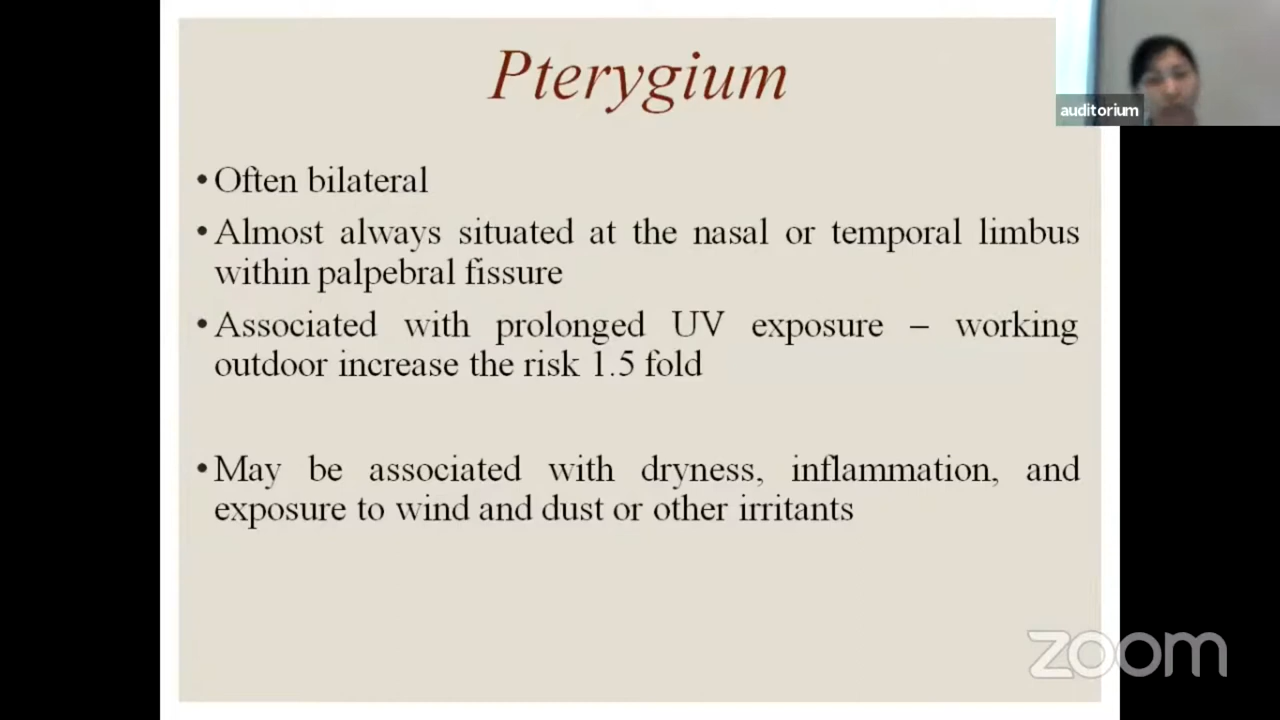 Pterygium
auditorium
• Often bilateral
• Almost always situated at the nasal or temporal limbus
within palpebral fissure
• Associated with prolonged UV exposure – working
outdoor increase the risk 1.5 fold
• May be associated with dryness, inflammation, and
exposure to wind and dust or other irritants
zoom